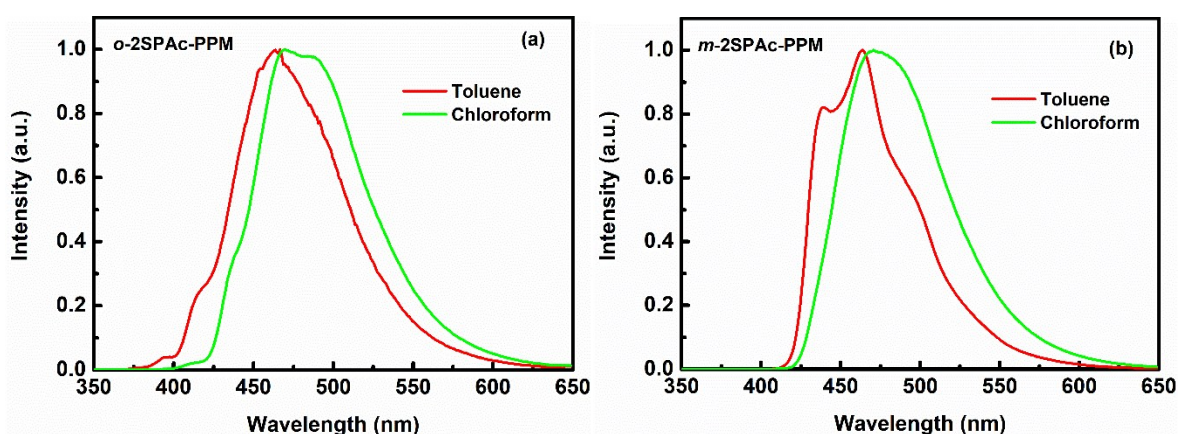 o-2SPAc-PPM
(a)
Toluene
Chloroform
Intensity (a.u.)
1.0
0.8
0.6
0.4
0.2
0.0
350 400 450 500 550 600 650
Wavelength (nm)
m-2SPAc-PPM
(b)
Toluene
Chloroform
Intensity (a.u.)
1.0
0.8
0.6
0.4
0.2
0.0
350 400 450 500 550 600 650
Wavelength (nm)